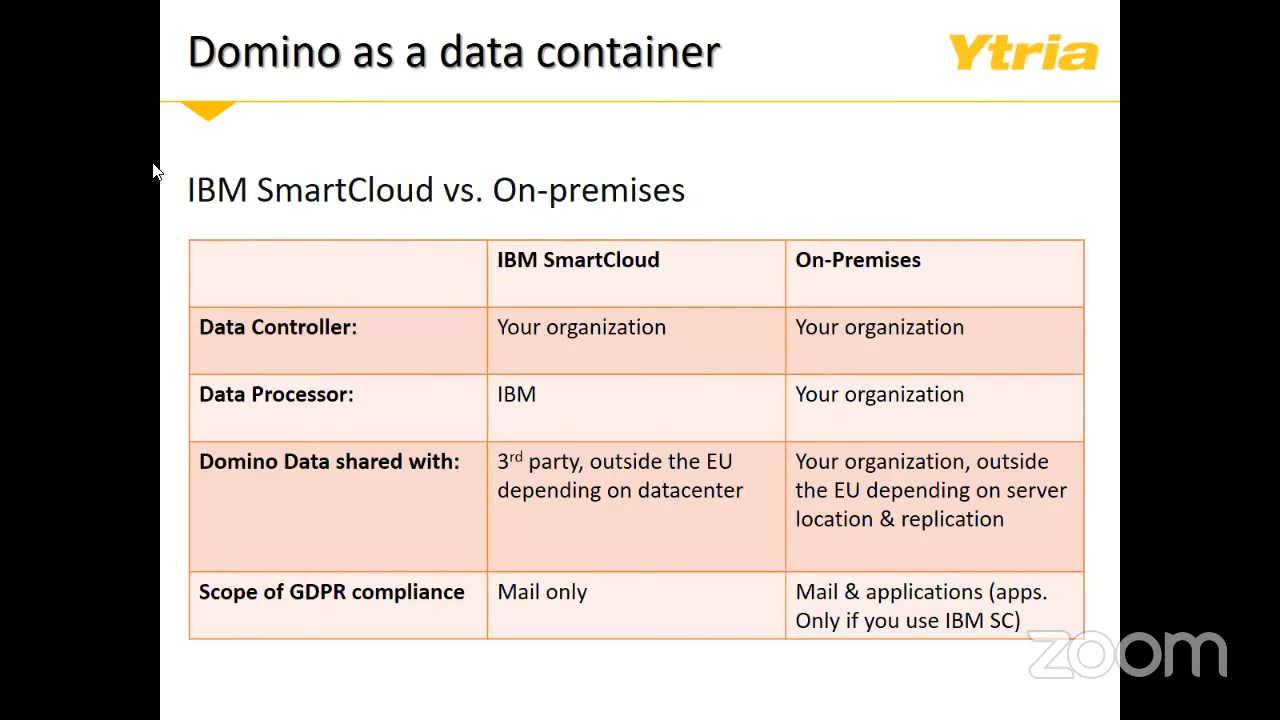 Domino as a data container
Ytria
IBM SmartCloud vs. On-premises
IBM SmartCloud
On-Premises
Data Controller:
Your organization
Your organization
Data Processor:
IBM
Your organization
Domino Data shared with:
3rd party, outside the EU
depending on datacenter
Your organization, outside
the EU depending on server
location & replication
Scope of GDPR compliance
Mail only
Mail & applications (apps.
Only if you use IBM SC)
zoom